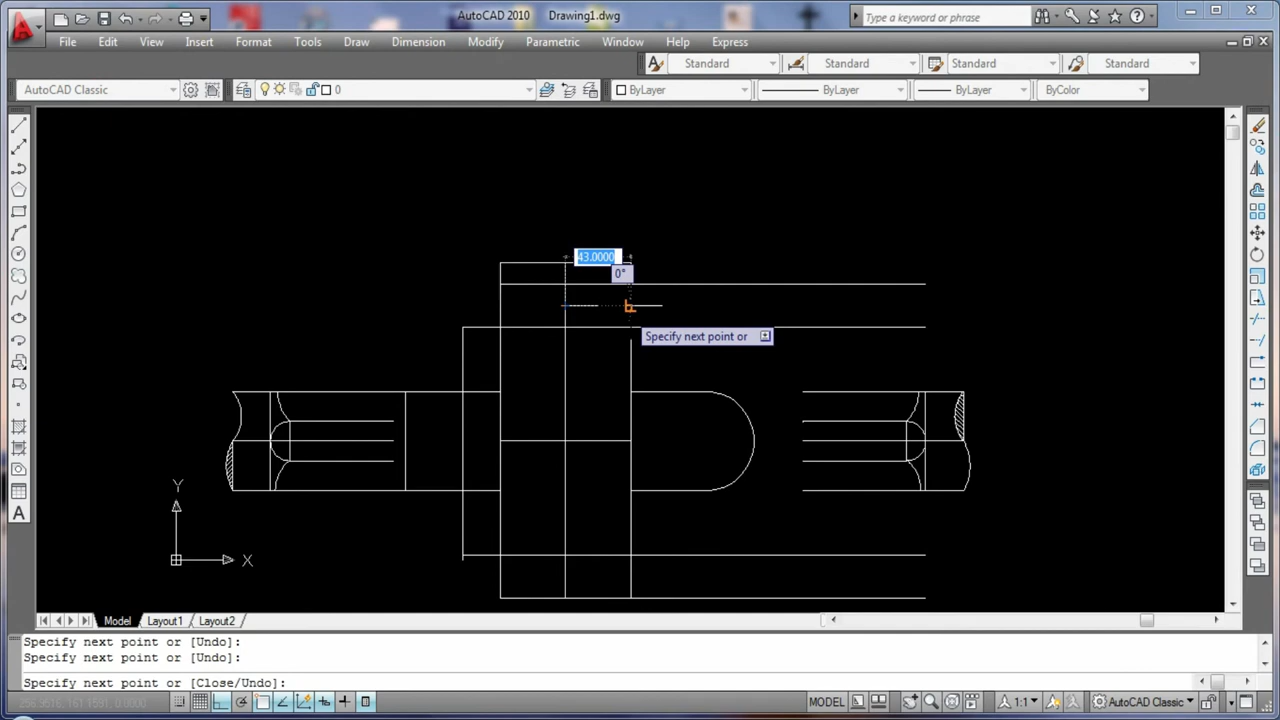 AutoCAD 2010 Drawing1.dwg
Type a keyword or phrase
File Edit View Insert Format Tools Draw Dimension Modify Parametric Window Help Express
Standard Standard Standard Standard
AutoCAD Classic 0 ByLayer ByLayer ByLayer ByColor
43.0000
0°
Specify next point or
Y
X
Model Layout1 Layout2
Specify next point or [Undo]:
Specify next point or [Undo]:
Specify next point or [Close/Undo]:
MODEL 1:1 AutoCAD Classic